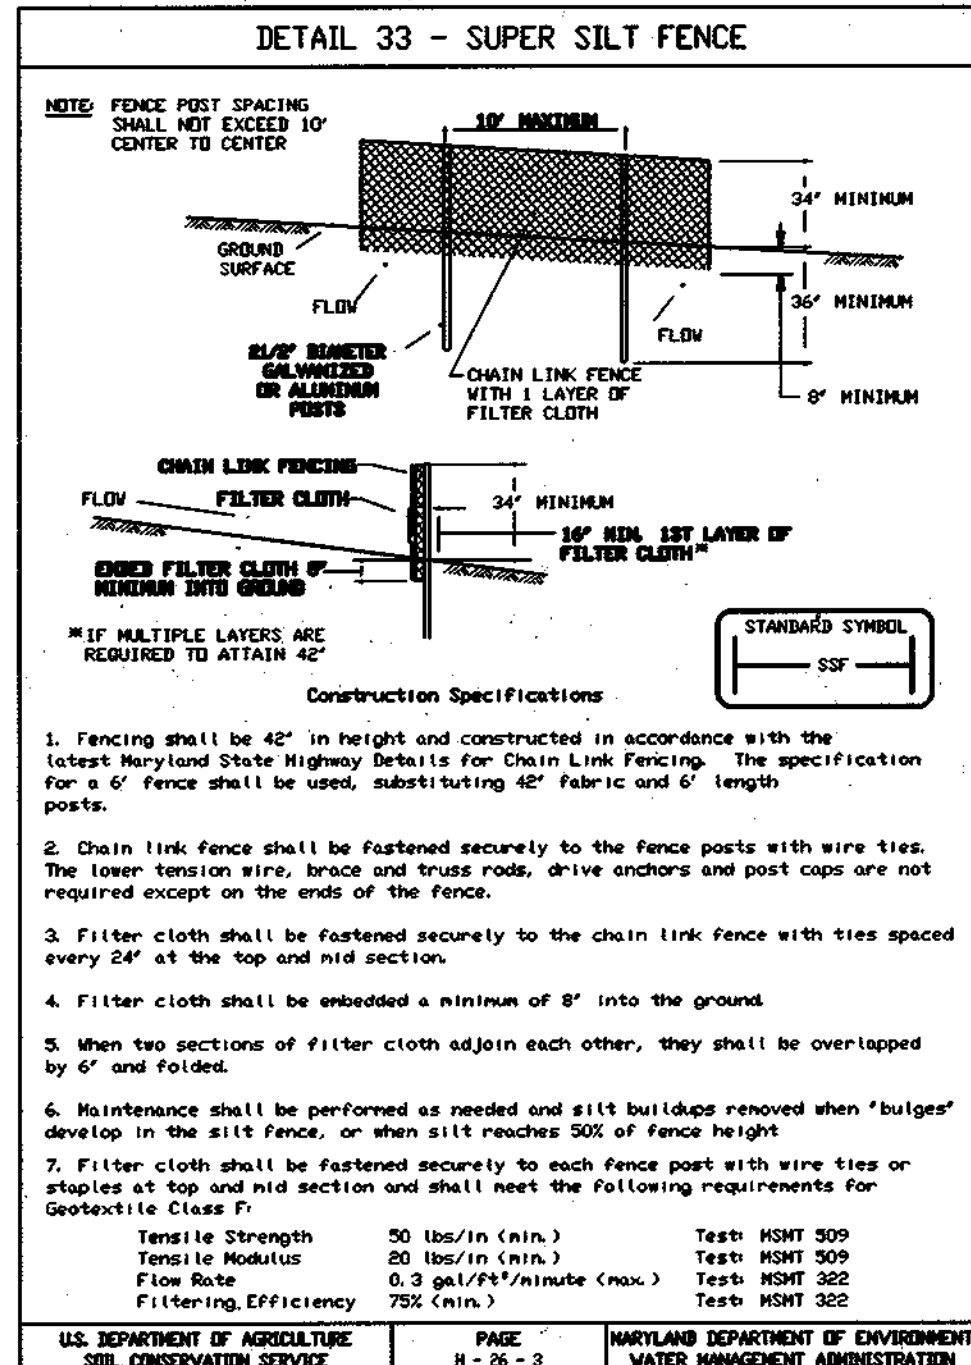 DETAIL 33 - SUPER SILT FENCE
NOTE: FENCE POST SPACING
SHALL NOT EXCEED 10'
CENTER TO CENTER
10' MAXIMUM
34" MINIMUM
GROUND
SURFACE
FLOW
36" MINIMUM
FLOW
21/2" DIAMETER
GALVANIZED
OR ALUMINUM
POSTS
CHAIN LINK FENCE
WITH 1 LAYER OF
FILTER CLOTH
8" MINIMUM
CHAIN LINK FENCING
FLOW
FILTER CLOTH
34" MINIMUM
16" MIN. 1ST LAYER OF
FILTER CLOTH*
EMBED FILTER CLOTH 8"
MINIMUM INTO GROUND
*IF MULTIPLE LAYERS ARE
REQUIRED TO ATTAIN 42"
STANDARD SYMBOL
SSF
Construction Specifications
1. Fencing shall be 42" in height and constructed in accordance with the
latest Maryland State Highway Details for Chain Link Fencing. The specification
for a 6' fence shall be used, substituting 42" fabric and 6' length
posts.
2. Chain link fence shall be fastened securely to the fence posts with wire ties.
The lower tension wire, brace and truss rods, drive anchors and post caps are not
required except on the ends of the fence.
3. Filter cloth shall be fastened securely to the chain link fence with ties spaced
every 24" at the top and mid section.
4. Filter cloth shall be embedded a minimum of 8" into the ground.
5. When two sections of filter cloth adjoin each other, they shall be overlapped
by 6" and folded.
6. Maintenance shall be performed as needed and silt buildups removed when "bulges"
develop in the silt fence, or when silt reaches 50% of fence height
7. Filter cloth shall be fastened securely to each fence post with wire ties or
staples at top and mid section and shall meet the following requirements for
Geotextile Class F:
Tensile Strength 50 lbs/in (min.) Test: MSMT 509
Tensile Modulus 20 lbs/in (min.) Test: MSMT 509
Flow Rate 0.3 gal/ft²/minute (max.) Test: MSMT 322
Filtering Efficiency 75% (min.) Test: MSMT 322
U.S. DEPARTMENT OF AGRICULTURE
SOIL CONSERVATION SERVICE
PAGE
H - 26 - 3
MARYLAND DEPARTMENT OF ENVIRONMENT
WATER MANAGEMENT ADMINISTRATION